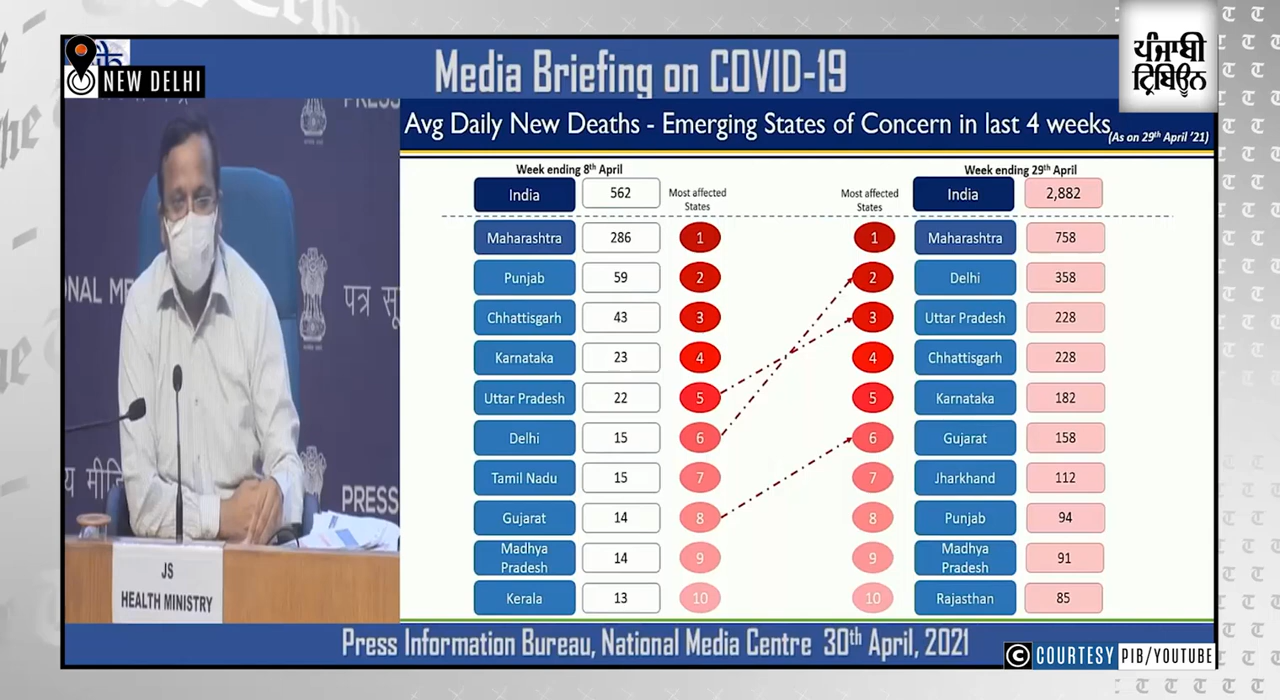 NEW DELHI
Media Briefing on COVID-19
ਪੰਜਾਬੀ
ਟ੍ਰਿਬਿਊਨ
Avg Daily New Deaths - Emerging States of Concern in last 4 weeks (As on 29th April '21)
Week ending 8th April
India 562
Most affected
States
Maharashtra 286 1
Punjab 59 2
Chhattisgarh 43 3
Karnataka 23 4
Uttar Pradesh 22 5
Delhi 15 6
Tamil Nadu 15 7
Gujarat 14 8
Madhya
Pradesh 14 9
Kerala 13 10
Week ending 29th April
Most affected
States
India 2,882
1 Maharashtra 758
2 Delhi 358
3 Uttar Pradesh 228
4 Chhattisgarh 228
5 Karnataka 182
6 Gujarat 158
7 Jharkhand 112
8 Punjab 94
9 Madhya
Pradesh 91
10 Rajasthan 85
PRESS
ONAL ME
पत्र सू
य मीडि
PRESS
JS
HEALTH MINISTRY
Press Information Bureau, National Media Centre 30th April, 2021
© COURTESY PIB/YOUTUBE